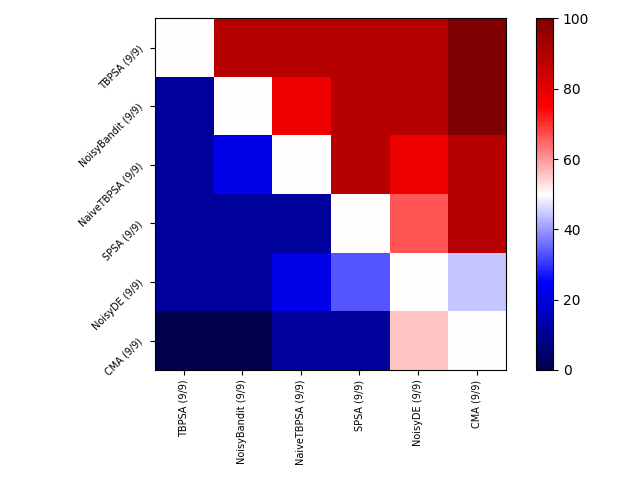 TBPSA (9/9)
NoisyBandit (9/9)
NaiveTBPSA (9/9)
SPSA (9/9)
NoisyDE (9/9)
CMA (9/9)
TBPSA (9/9)
NoisyBandit (9/9)
NaiveTBPSA (9/9)
SPSA (9/9)
NoisyDE (9/9)
CMA (9/9)
100
80
60
40
20
0